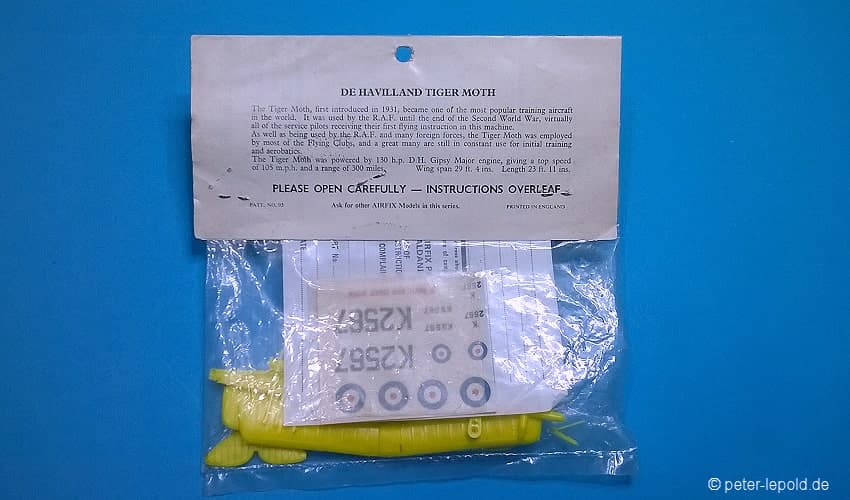 DE HAVILLAND TIGER MOTH
The Tiger Moth, first introduced in 1931, became one of the most popular training aircraft
in the world. It was used by the R.A.F. until the end of the Second World War, virtually
all of the service pilots receiving their first flying instruction in this machine.
As well as being used by the R.A.F. and many foreign forces, the Tiger Moth was employed
by most of the Flying Clubs, and a great many are still in constant use for initial training
and aerobatics.
The Tiger Moth was powered by 130 h.p. D.H. Gipsy Major engine, giving a top speed
of 105 m.p.h. and a range of 300 miles. Wing span 29 ft. 4 ins. Length 23 ft. 11 ins.
PLEASE OPEN CAREFULLY — INSTRUCTIONS OVERLEAF
PATT. NO. 93 Ask for other AIRFIX Models in this series. PRINTED IN ENGLAND
K2567
K2567
K2567
K2567
2567
K
2567
K
© peter-lepold.de